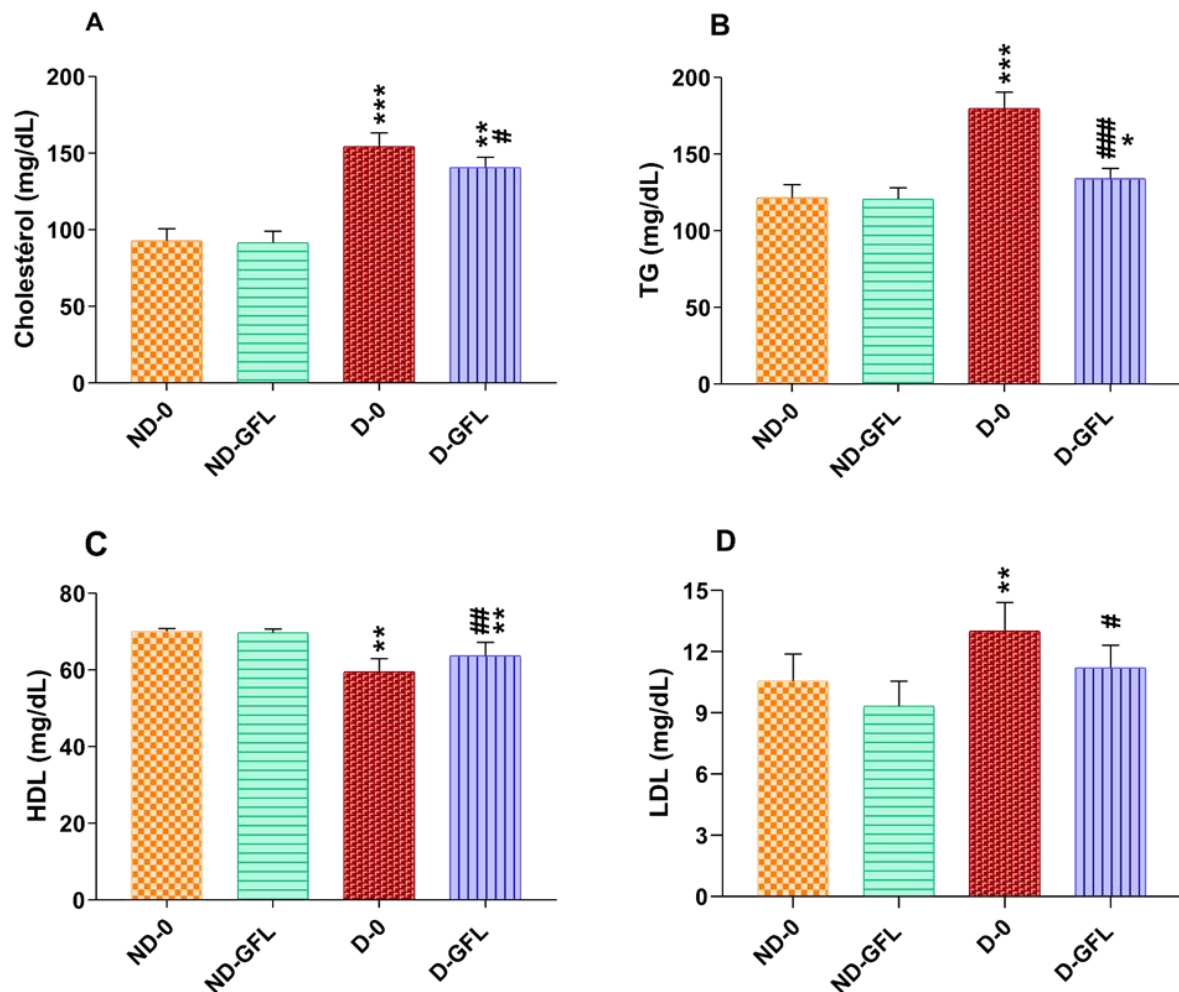 A
Cholestérol (mg/dL)
200
150
100
50
0
***
**
#
ND-0
ND-GFL
D-0
D-GFL
B
TG (mg/dL)
200
150
100
50
0
***
###
*
ND-0
ND-GFL
D-0
D-GFL
C
HDL (mg/dL)
80
60
40
20
0
**
##
**
ND-0
ND-GFL
D-0
D-GFL
D
LDL (mg/dL)
15
12
9
6
3
0
**
#
ND-0
ND-GFL
D-0
D-GFL